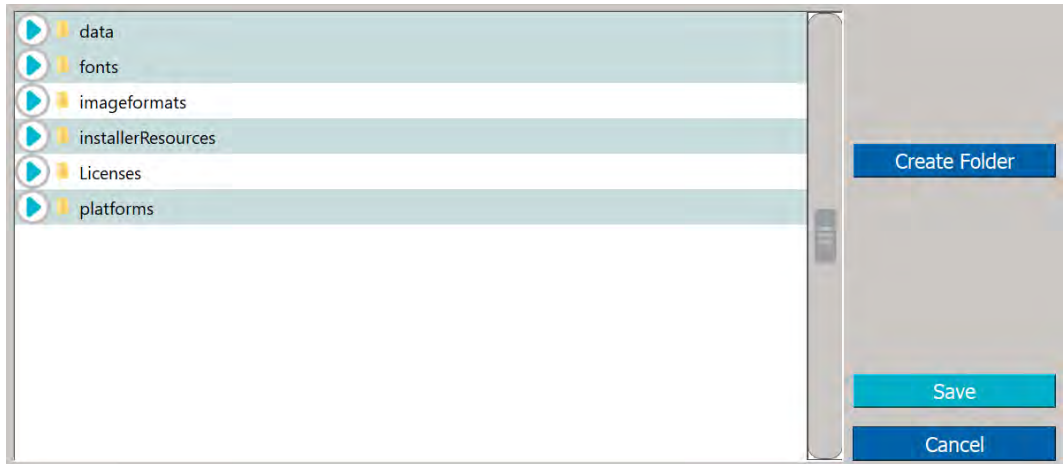 data
fonts
imageformats
installerResources
Licenses
platforms
Create Folder
Save
Cancel